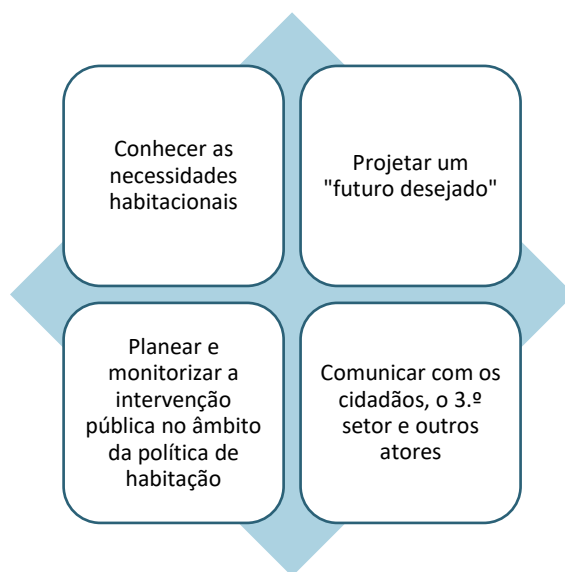 Conhecer as
necessidades
habitacionais
Projetar um
"futuro desejado"
Planear e
monitorizar a
intervenção
pública no âmbito
da política de
habitação
Comunicar com os
cidadãos, o 3.º
setor e outros
atores